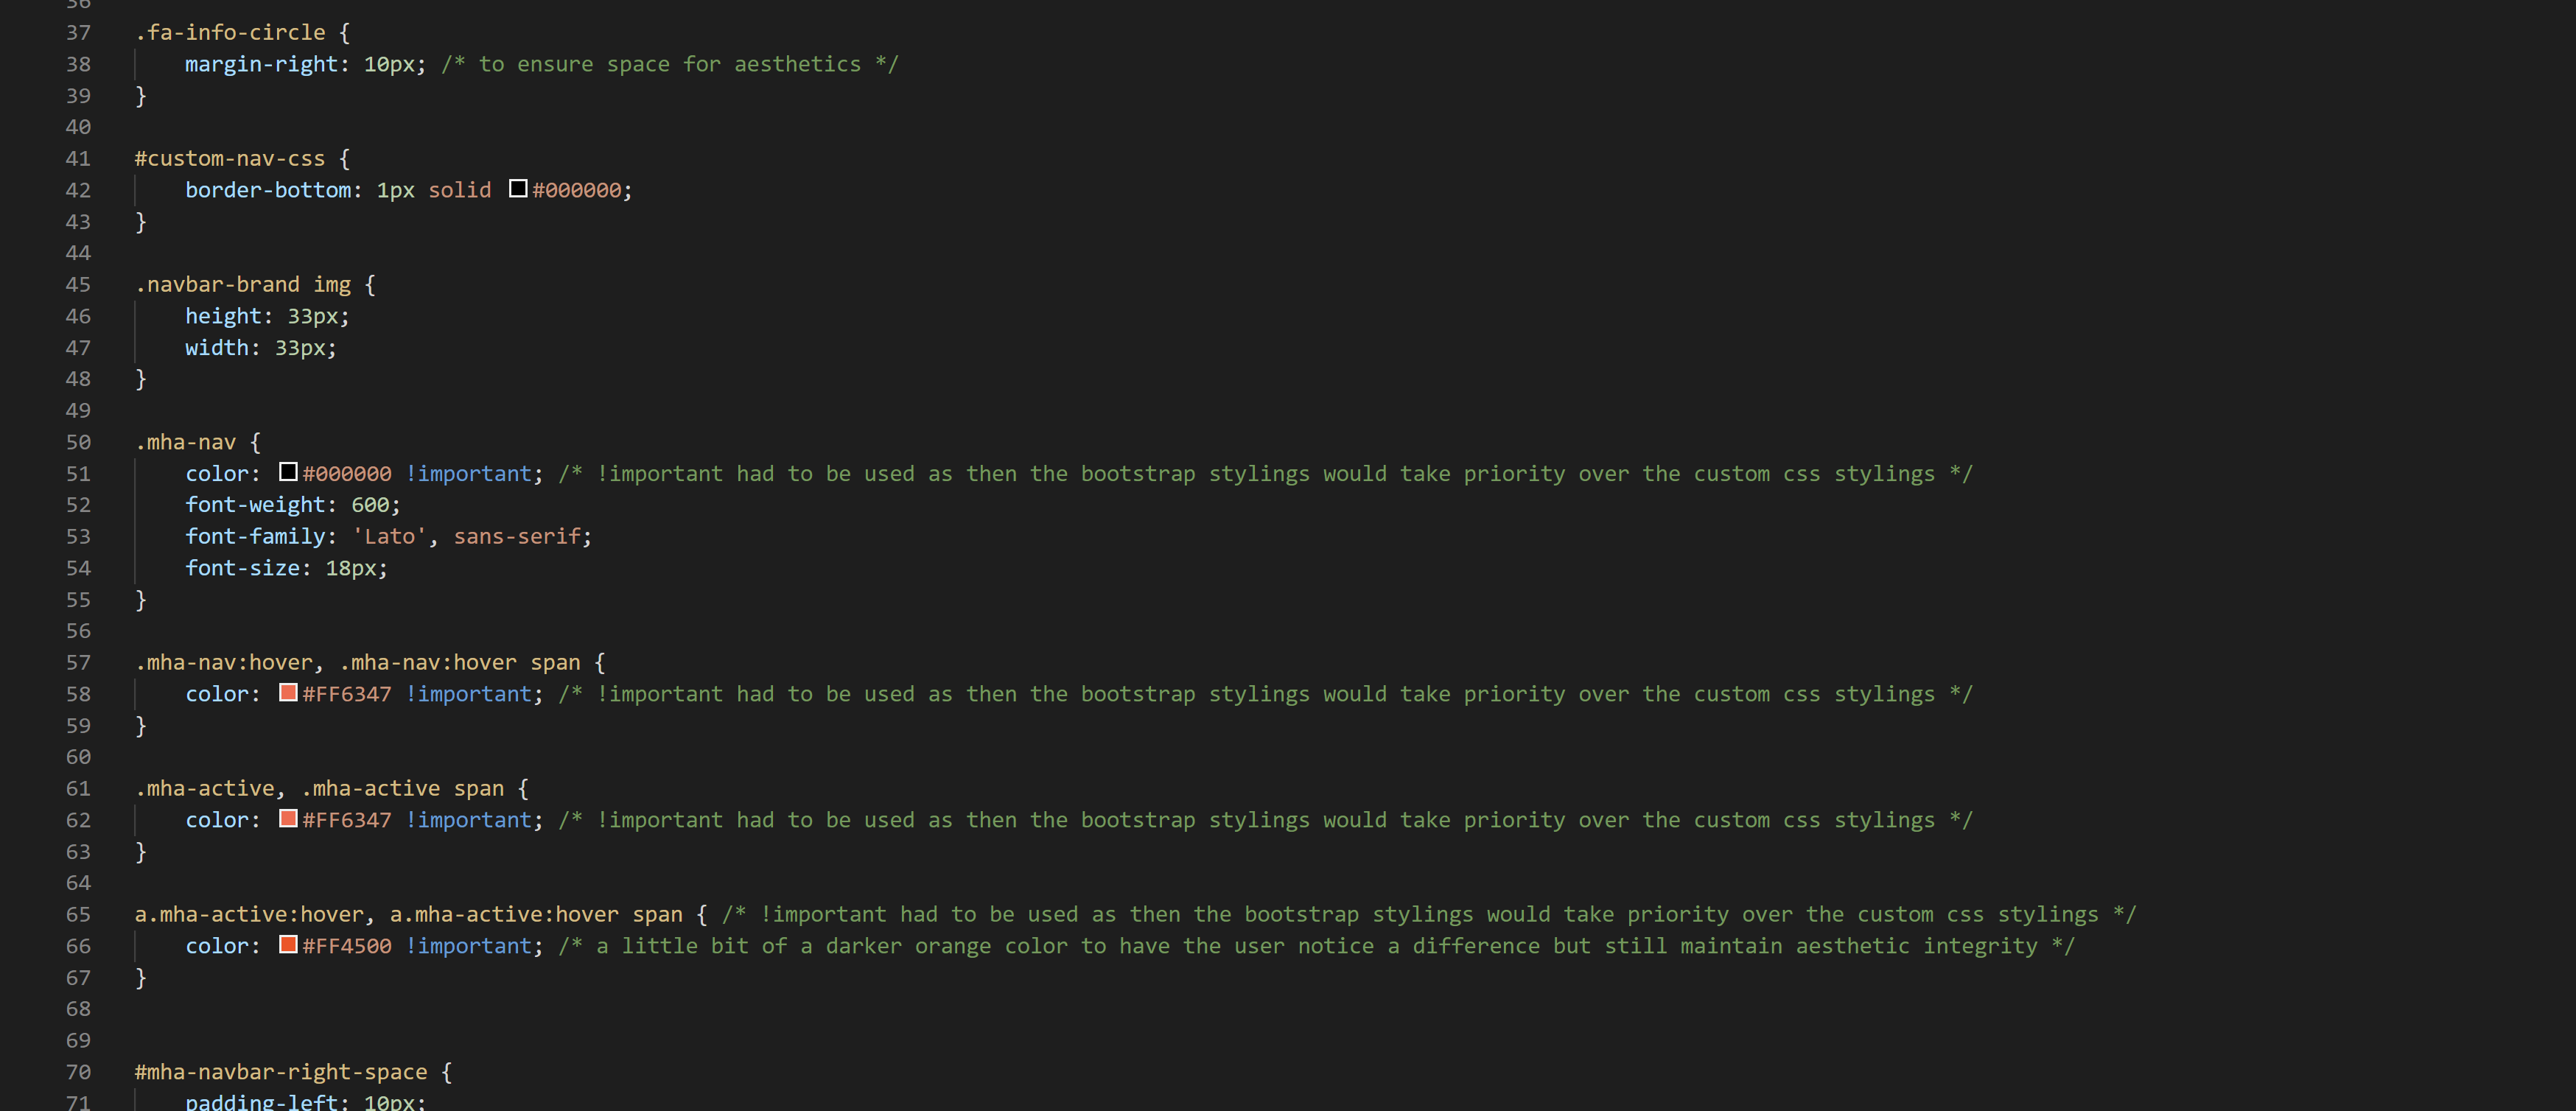 36
37 .fa-info-circle {
38     margin-right: 10px; /* to ensure space for aesthetics */
39 }
40
41 #custom-nav-css {
42     border-bottom: 1px solid #000000;
43 }
44
45 .navbar-brand img {
46     height: 33px;
47     width: 33px;
48 }
49
50 .mha-nav {
51     color: #000000 !important; /* !important had to be used as then the bootstrap stylings would take priority over the custom css stylings */
52     font-weight: 600;
53     font-family: 'Lato', sans-serif;
54     font-size: 18px;
55 }
56
57 .mha-nav:hover, .mha-nav:hover span {
58     color: #FF6347 !important; /* !important had to be used as then the bootstrap stylings would take priority over the custom css stylings */
59 }
60
61 .mha-active, .mha-active span {
62     color: #FF6347 !important; /* !important had to be used as then the bootstrap stylings would take priority over the custom css stylings */
63 }
64
65 a.mha-active:hover, a.mha-active:hover span { /* !important had to be used as then the bootstrap stylings would take priority over the custom css stylings */
66     color: #FF4500 !important; /* a little bit of a darker orange color to have the user notice a difference but still maintain aesthetic integrity */
67 }
68
69
70 #mha-navbar-right-space {
71     padding-left: 10px;